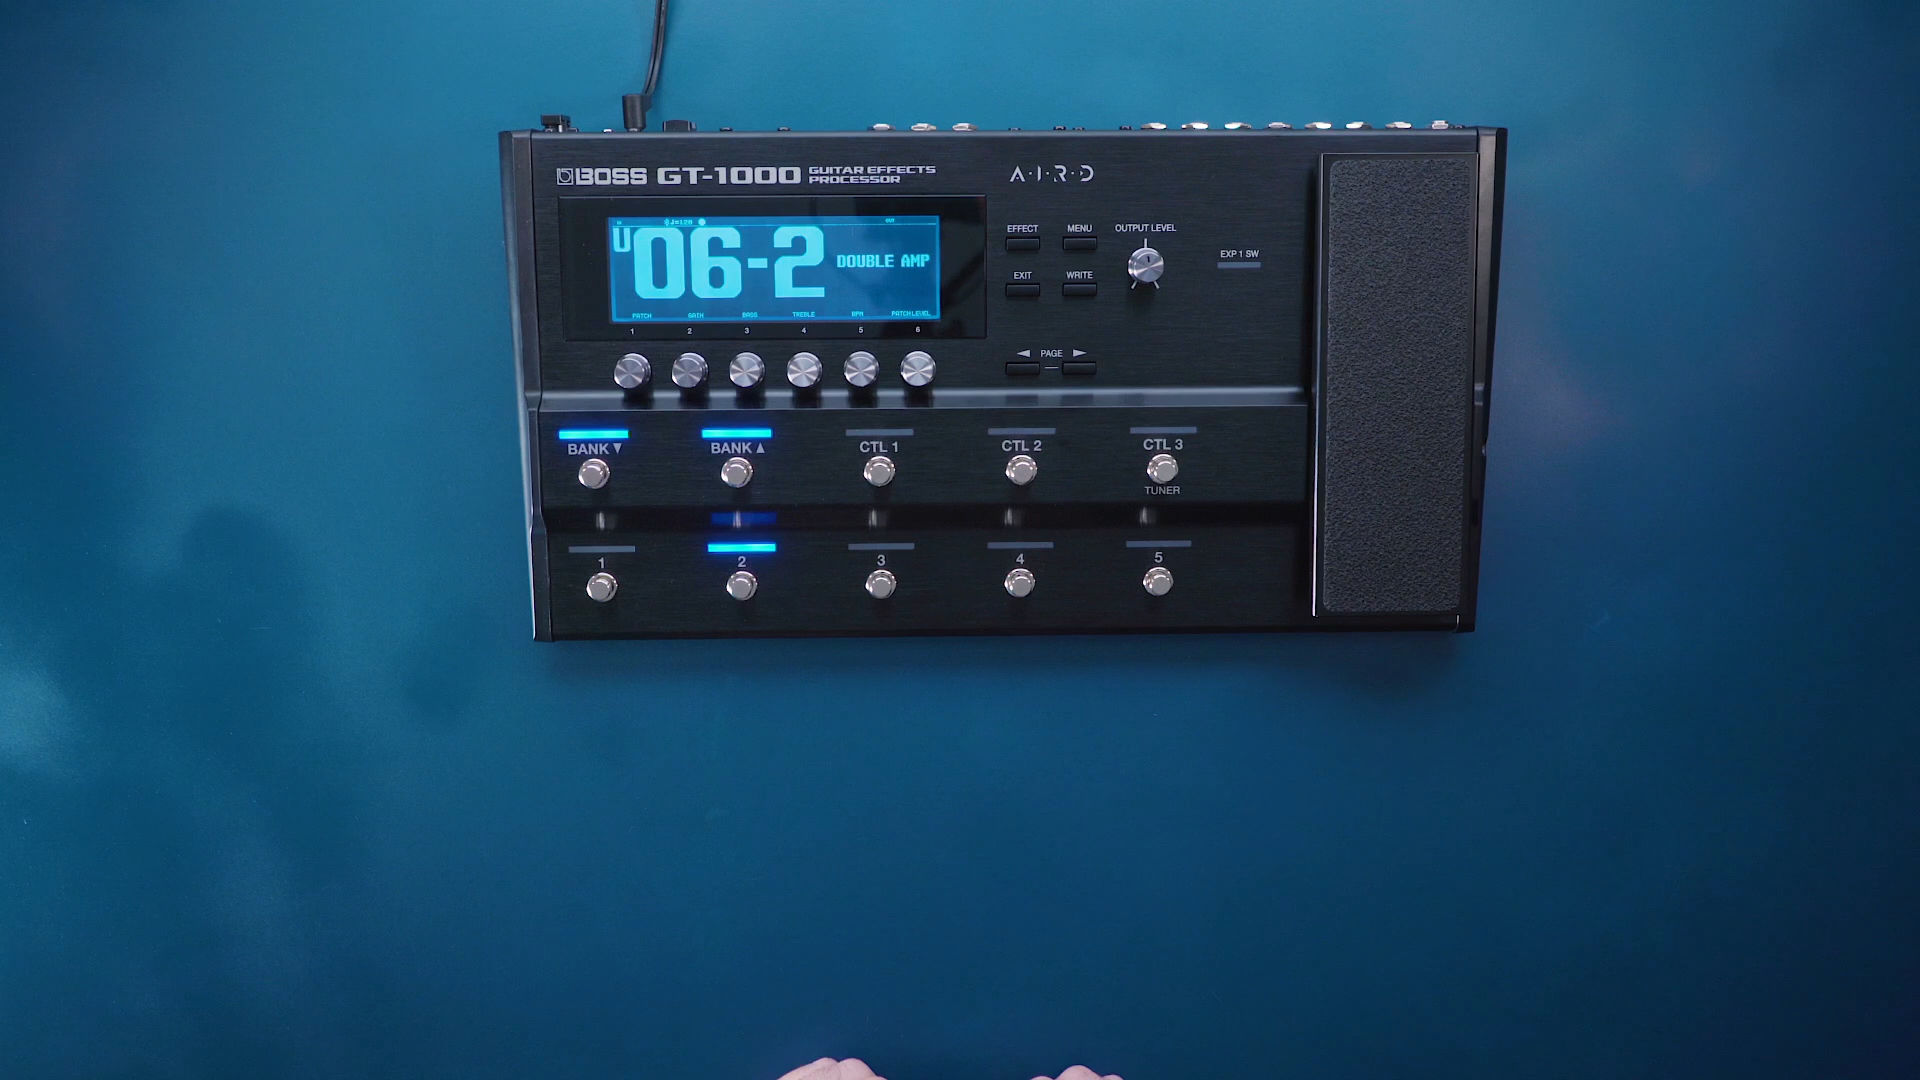 BOSS GT-1000 GUITAR EFFECTS
PROCESSOR
A·I·R·D
♩=120
U06-2 DOUBLE AMP
PATCH GAIN BASS TREBLE BPM PATCH LEVEL
1 2 3 4 5 6
EFFECT MENU OUTPUT LEVEL
EXP 1 SW
EXIT WRITE
◀ PAGE ▶
BANK ▼ BANK ▲ CTL 1 CTL 2 CTL 3
TUNER
1 2 3 4 5